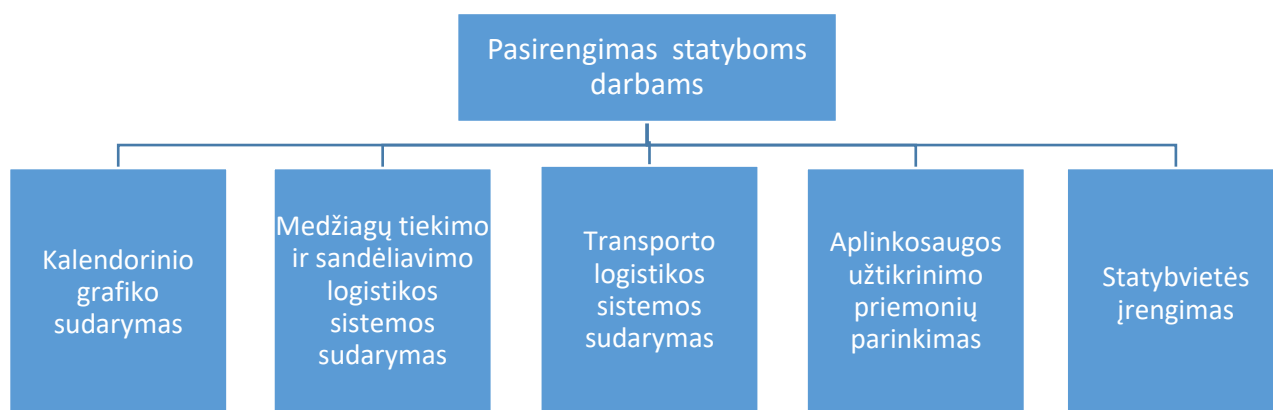 Pasirengimas statyboms
darbams
Kalendorinio
grafiko
sudarymas
Medžiagų tiekimo
ir sandėliavimo
logistikos
sistemos
sudarymas
Transporto
logistikos
sistemos
sudarymas
Aplinkosaugos
užtikrinimo
priemonių
parinkimas
Statybvietės
įrengimas